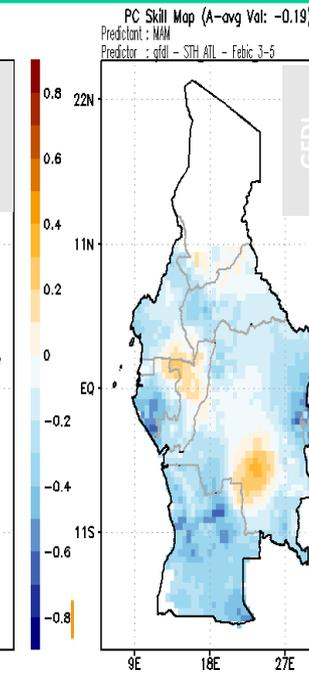 PC Skill Map (A-avg Val: -0.19)
Predictant : MAM
Predictor : gfdl - STH ATL - Febic 3-5
GFDL
0.8
0.6
0.4
0.2
0
-0.2
-0.4
-0.6
-0.8
22N
11N
EQ
11S
9E 18E 27E